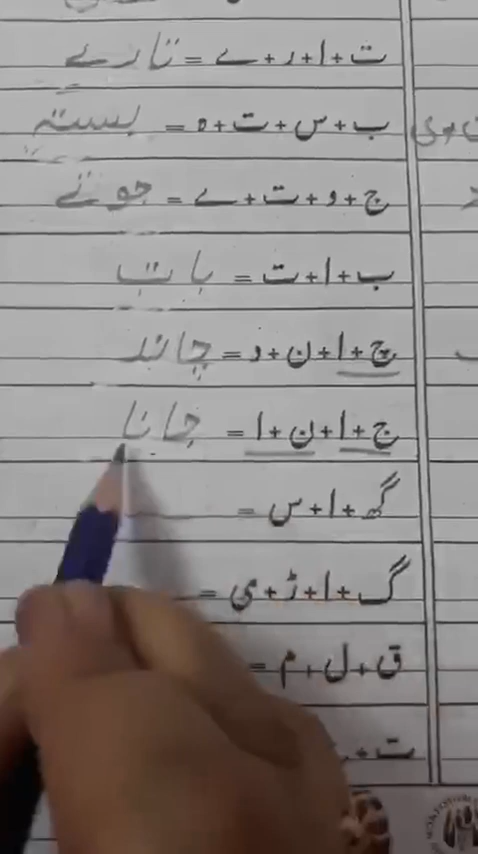 ت + ا + ر + ے = تارے
ب + س + ت + ہ = بستہ
ج + و + ت + ے = جوتے
ب + ا + ت = بات
چ + ا + ن + د = چاند
ج + ا + ن + ا = جانا
گھ + ا + س =
گ + ا + ڑ + ی =
ق + ل + م =
ت +